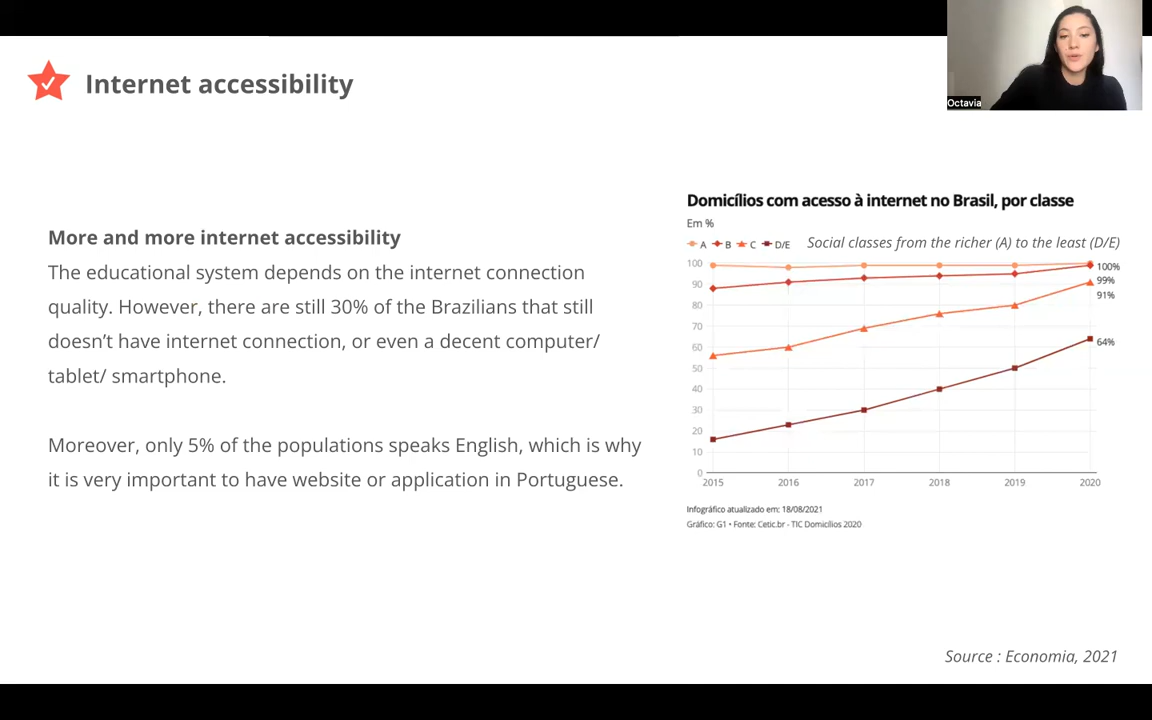 Octavia
Internet accessibility
More and more internet accessibility
The educational system depends on the internet connection
quality. However, there are still 30% of the Brazilians that still
doesn’t have internet connection, or even a decent computer/
tablet/ smartphone.
Moreover, only 5% of the populations speaks English, which is why
it is very important to have website or application in Portuguese.
Domicílios com acesso à internet no Brasil, por classe
Em %
A B C D/E Social classes from the richer (A) to the least (D/E)
100
90
80
70
60
50
40
30
20
10
0
100%
99%
91%
64%
2015 2016 2017 2018 2019 2020
Infográfico atualizado em: 18/08/2021
Gráfico: G1 • Fonte: Cetic.br - TIC Domicílios 2020
Source : Economia, 2021